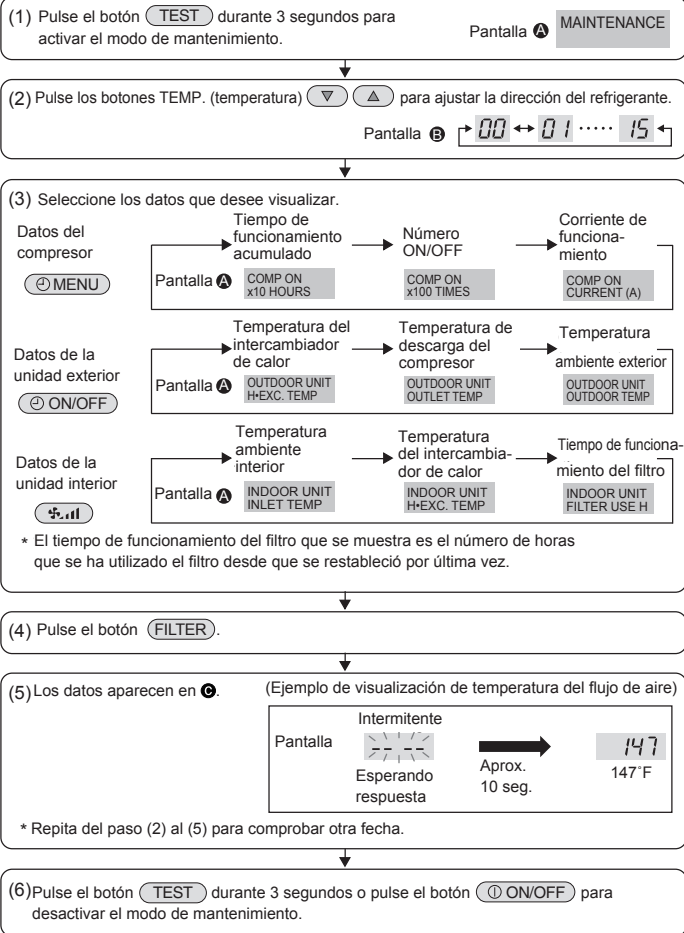 (1) Pulse el botón TEST durante 3 segundos para
activar el modo de mantenimiento.
Pantalla A MAINTENANCE
(2) Pulse los botones TEMP. (temperatura) ▽ △ para ajustar la dirección del refrigerante.
Pantalla B 00 ↔ 01 ····· 15
(3) Seleccione los datos que desee visualizar.
Datos del
compresor
MENU
Pantalla A
Tiempo de
funcionamiento
acumulado
COMP ON
x10 HOURS
Número
ON/OFF
COMP ON
x100 TIMES
Corriente de
funciona-
miento
COMP ON
CURRENT (A)
Datos de la
unidad exterior
ON/OFF
Pantalla A
Temperatura del
intercambiador
de calor
OUTDOOR UNIT
H•EXC. TEMP
Temperatura de
descarga del
compresor
OUTDOOR UNIT
OUTLET TEMP
Temperatura
ambiente exterior
OUTDOOR UNIT
OUTDOOR TEMP
Datos de la
unidad interior
Pantalla A
Temperatura
ambiente
interior
INDOOR UNIT
INLET TEMP
Temperatura
del intercambia-
dor de calor
INDOOR UNIT
H•EXC. TEMP
Tiempo de funciona-
miento del filtro
INDOOR UNIT
FILTER USE H
* El tiempo de funcionamiento del filtro que se muestra es el número de horas
que se ha utilizado el filtro desde que se restableció por última vez.
(4) Pulse el botón FILTER.
(5) Los datos aparecen en C.
(Ejemplo de visualización de temperatura del flujo de aire)
Pantalla
Intermitente
-- --
Esperando
respuesta
Aprox.
10 seg.
147
147°F
* Repita del paso (2) al (5) para comprobar otra fecha.
(6) Pulse el botón TEST durante 3 segundos o pulse el botón ON/OFF para
desactivar el modo de mantenimiento.